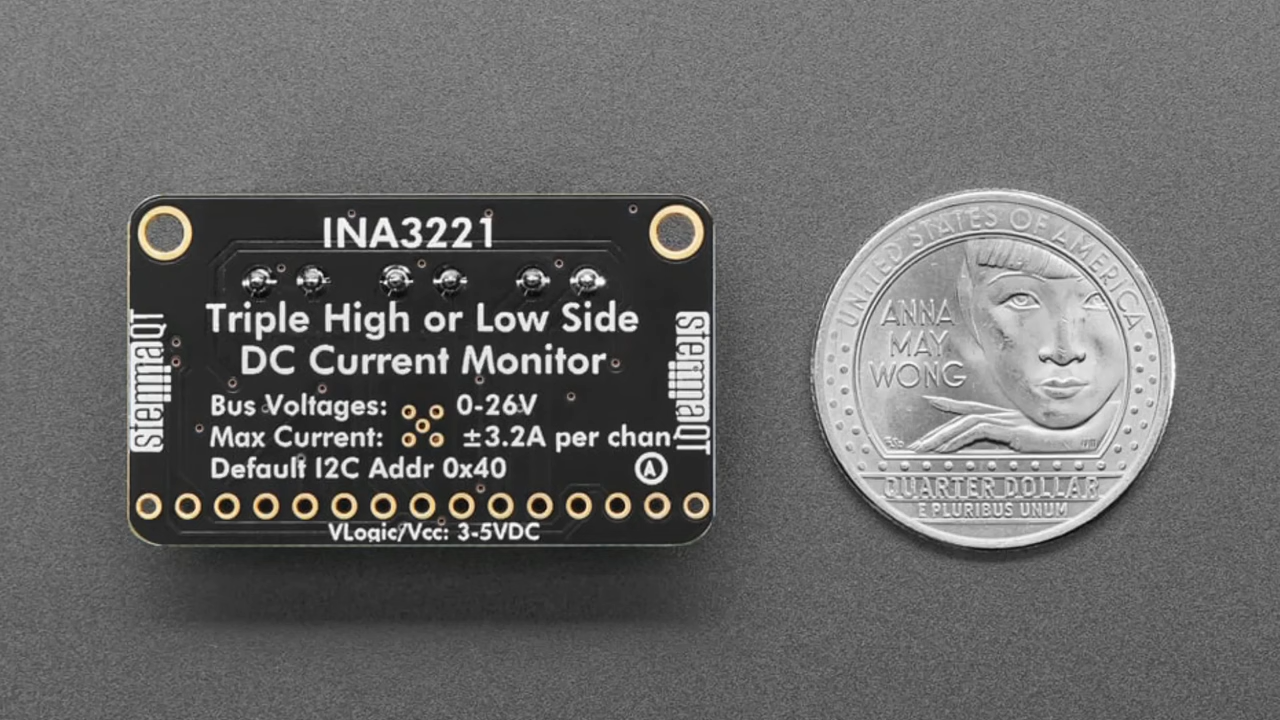 INA3221
Triple High or Low Side
DC Current Monitor
Bus Voltages: 0-26V
Max Current: ±3.2A per chan
Default I2C Addr 0x40
VLogic/Vcc: 3-5VDC
stemmaQT
stemmaQT
A
UNITED STATES OF AMERICA
ANNA
MAY
WONG
QUARTER DOLLAR
E PLURIBUS UNUM